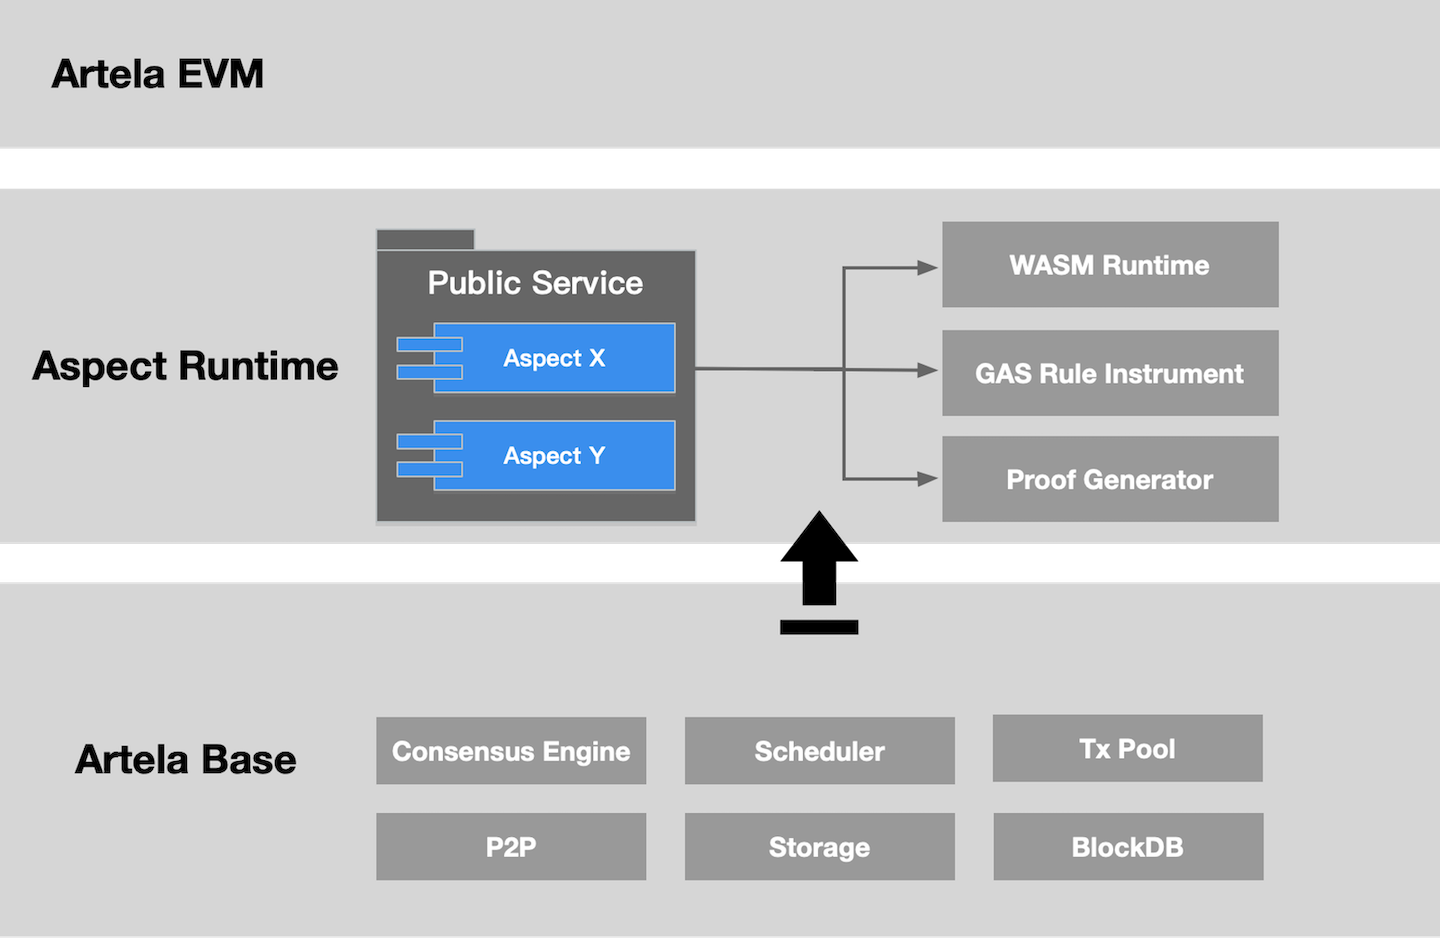 Artela EVM
Aspect Runtime
Public Service
Aspect X
Aspect Y
WASM Runtime
GAS Rule Instrument
Proof Generator
Artela Base
Consensus Engine
Scheduler
Tx Pool
P2P
Storage
BlockDB